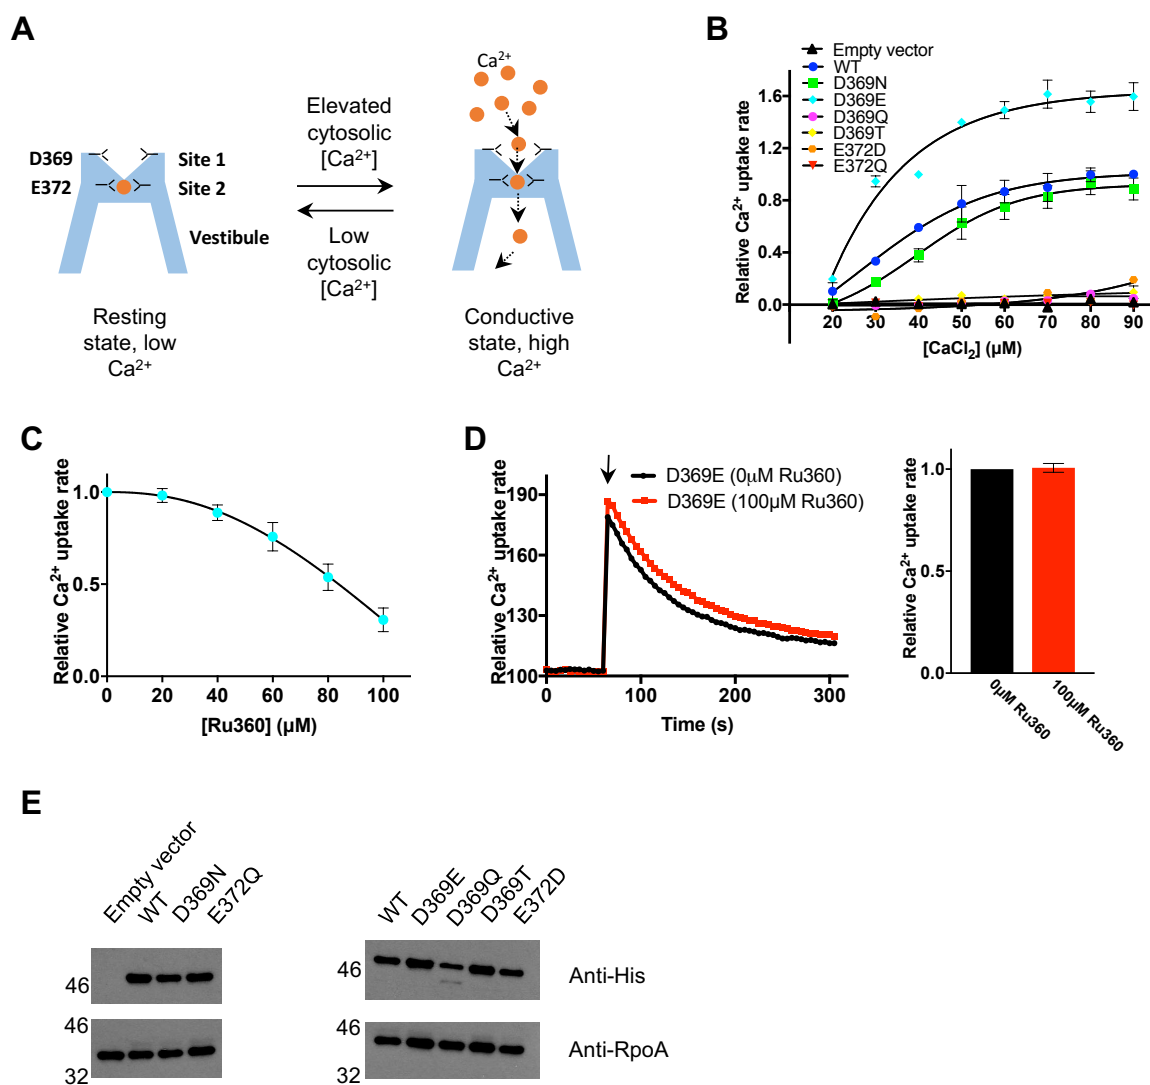 A
Ca²⁺
Elevated
cytosolic
[Ca²⁺]
D369
Site 1
E372
Site 2
Vestibule
Low
cytosolic
[Ca²⁺]
Resting
state, low
Ca²⁺
Conductive
state, high
Ca²⁺
B
Empty vector
WT
D369N
D369E
D369Q
D369T
E372D
E372Q
Relative Ca²⁺ uptake rate
1.6
1.2
0.8
0.4
0.0
20 30 40 50 60 70 80 90
[CaCl₂] (µM)
C
Relative Ca²⁺ uptake rate
1.0
0.5
0.0
0 20 40 60 80 100
[Ru360] (µM)
D
D369E (0µM Ru360)
D369E (100µM Ru360)
Relative Ca²⁺ uptake rate
190
160
130
100
0 100 200 300
Time (s)
Relative Ca²⁺ uptake rate
1.0
0.5
0.0
0µM Ru360
100µM Ru360
E
Empty vector
WT
D369N
E372Q
WT
D369E
D369Q
D369T
E372D
46
46
Anti-His
46
32
46
32
Anti-RpoA